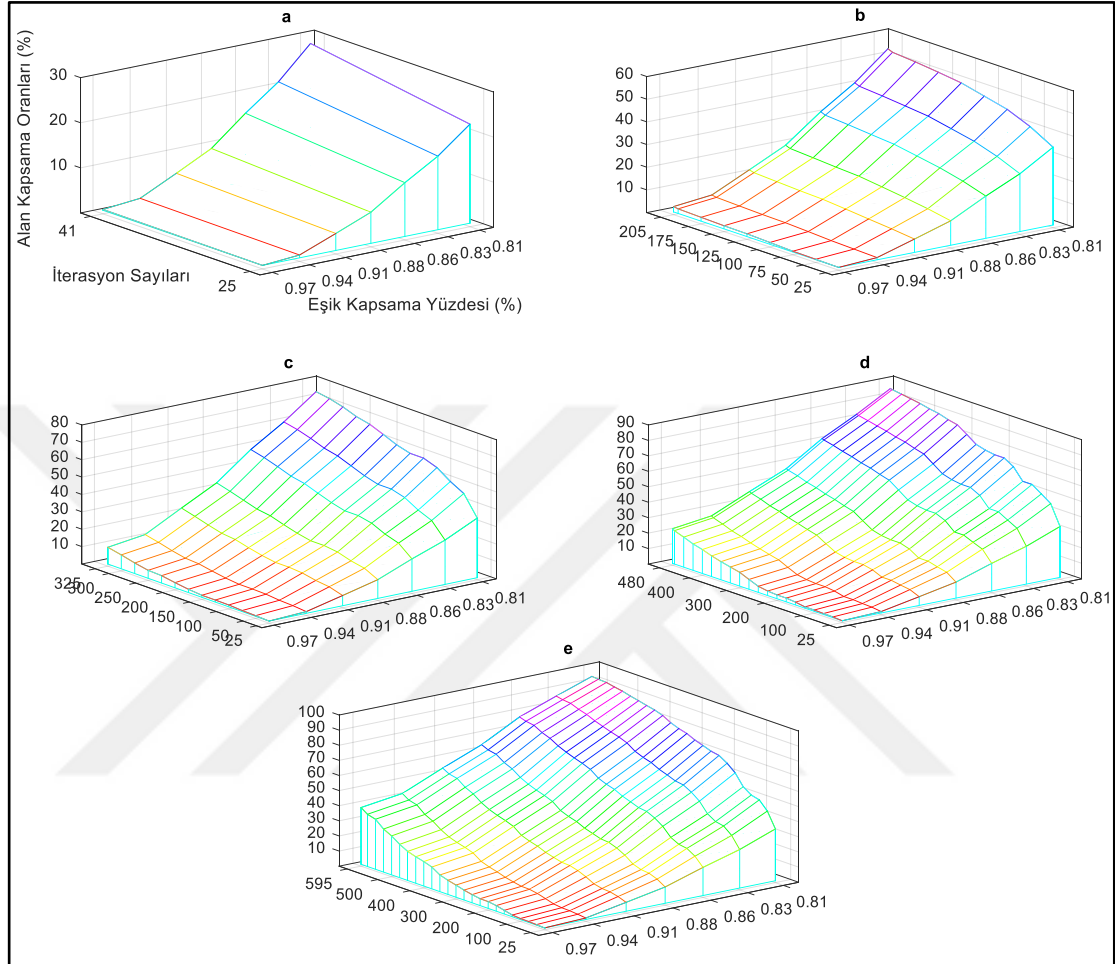 a
Alan Kapsama Oranları (%)
30
20
10
41
25
İterasyon Sayıları
0.97 0.94 0.91 0.88 0.86 0.83 0.81
Eşik Kapsama Yüzdesi (%)
b
60
50
40
30
20
10
205 175 150 125 100 75 50 25
0.97 0.94 0.91 0.88 0.86 0.83 0.81
c
80
70
60
50
40
30
20
10
325 300 250 200 150 100 50 25
0.97 0.94 0.91 0.88 0.86 0.83 0.81
d
90
80
70
60
50
40
30
20
10
480 400 300 200 100 25
0.97 0.94 0.91 0.88 0.86 0.83 0.81
e
100
90
80
70
60
50
40
30
20
10
595 500 400 300 200 100 25
0.97 0.94 0.91 0.88 0.86 0.83 0.81